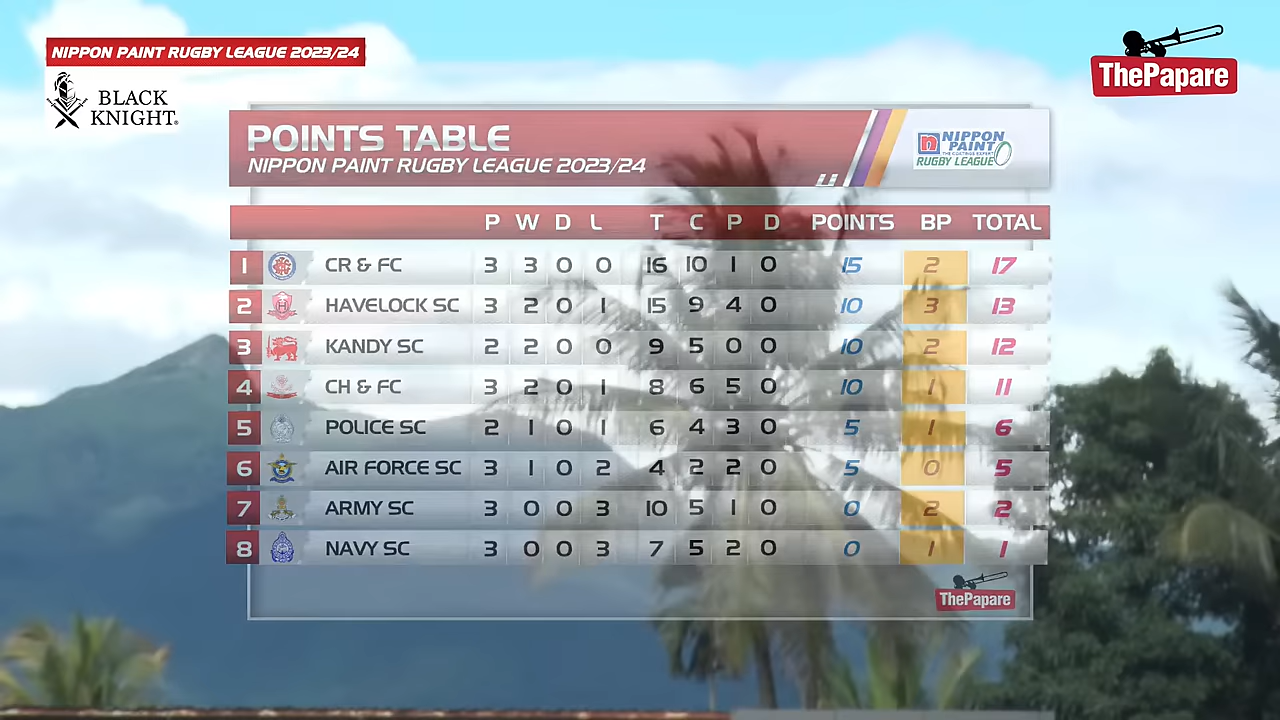 NIPPON PAINT RUGBY LEAGUE 2023/24
BLACK KNIGHT
ThePapare
POINTS TABLE
NIPPON PAINT RUGBY LEAGUE 2023/24
n NIPPON PAINT
RUGBY LEAGUE
P W D L T C P D POINTS BP TOTAL
1 CR & FC 3 3 0 0 16 10 1 0 15 2 17
2 HAVELOCK SC 3 2 0 1 15 9 4 0 10 3 13
3 KANDY SC 2 2 0 0 9 5 0 0 10 2 12
4 CH & FC 3 2 0 1 8 6 5 0 10 1 11
5 POLICE SC 2 1 0 1 6 4 3 0 5 1 6
6 AIR FORCE SC 3 1 0 2 4 2 2 0 5 0 5
7 ARMY SC 3 0 0 3 10 5 1 0 0 2 2
8 NAVY SC 3 0 0 3 7 5 2 0 0 1 1
ThePapare